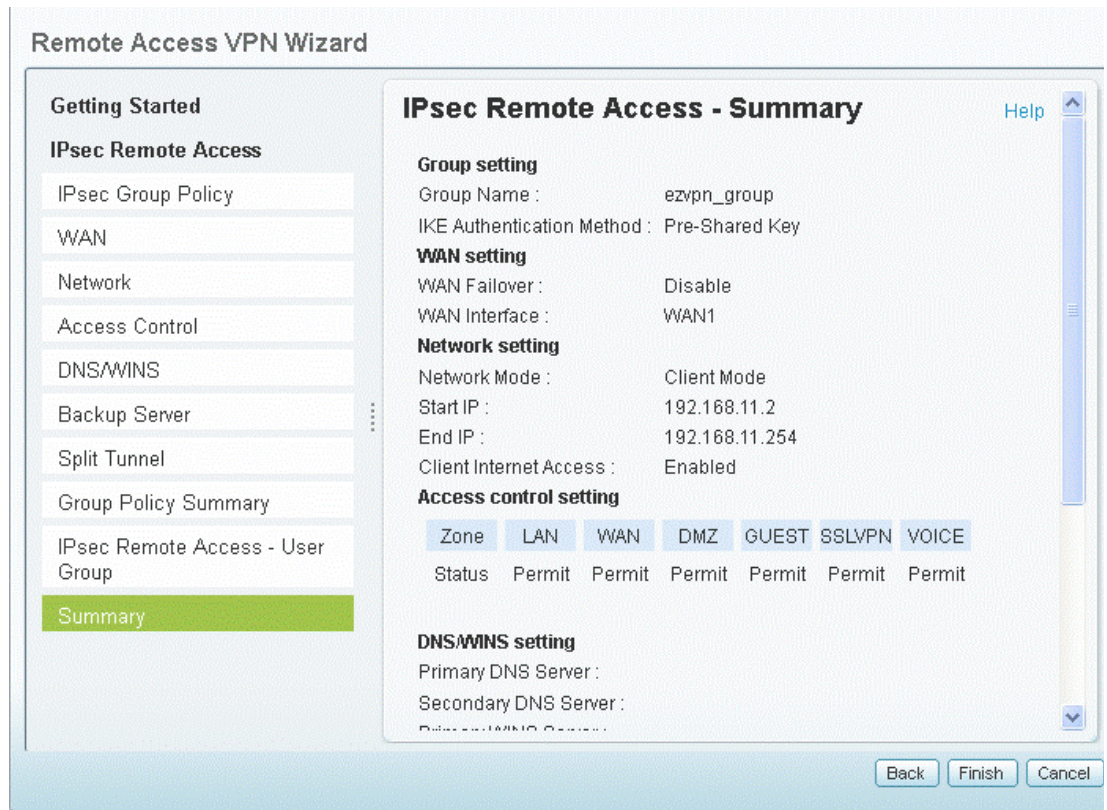 Remote Access VPN Wizard
Getting Started
IPsec Remote Access
IPsec Group Policy
WAN
Network
Access Control
DNS/WINS
Backup Server
Split Tunnel
Group Policy Summary
IPsec Remote Access - User
Group
Summary
IPsec Remote Access - Summary
Help
Group setting
Group Name : ezvpn_group
IKE Authentication Method : Pre-Shared Key
WAN setting
WAN Failover : Disable
WAN Interface : WAN1
Network setting
Network Mode : Client Mode
Start IP : 192.168.11.2
End IP : 192.168.11.254
Client Internet Access : Enabled
Access control setting
Zone LAN WAN DMZ GUEST SSLVPN VOICE
Status Permit Permit Permit Permit Permit Permit
DNS/WINS setting
Primary DNS Server :
Secondary DNS Server :
Back Finish Cancel